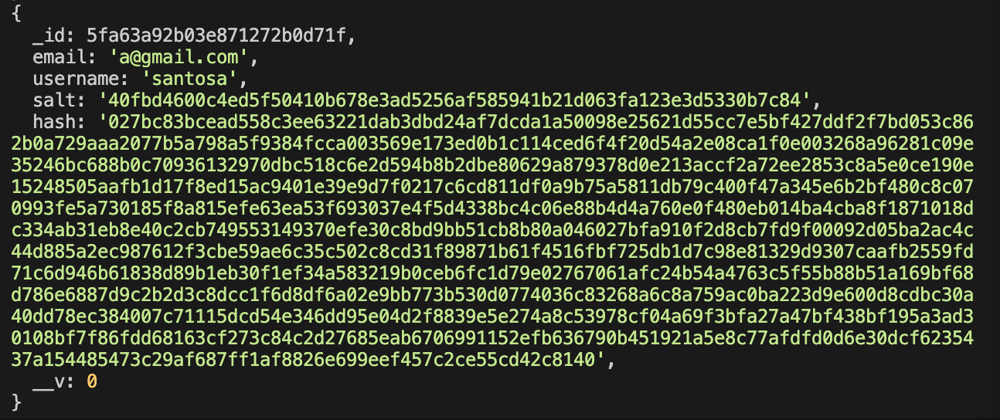 {
  _id: 5fa63a92b03e871272b0d71f,
  email: 'a@gmail.com',
  username: 'santosa',
  salt: '40fbd4600c4ed5f50410b678e3ad5256af585941b21d063fa123e3d5330b7c84',
  hash: '027bc83bcead558c3ee63221dab3dbd24af7dcda1a50098e25621d55cc7e5bf427ddf2f7bd053c86
2b0a729aaa2077b5a798a5f9384fcca003569e173ed0b1c114ced6f4f20d54a2e08ca1f0e003268a96281c09e
35246bc688b0c70936132970dbc518c6e2d594b8b2dbe80629a879378d0e213accf2a72ee2853c8a5e0ce190e
15248505aafb1d17f8ed15ac9401e39e9d7f0217c6cd811df0a9b75a5811db79c400f47a345e6b2bf480c8c07
0993fe5a730185f8a815efe63ea53f693037e4f5d4338bc4c06e88b4d4a760e0f480eb014ba4cba8f1871018d
c334ab31eb8e40c2cb749553149370efe30c8bd9bb51cb8b80a046027bfa910f2d8cb7fd9f00092d05ba2ac4c
44d885a2ec987612f3cbe59ae6c35c502c8cd31f89871b61f4516fbf725db1d7c98e81329d9307caafb2559fd
71c6d946b61838d89b1eb30f1ef34a583219b0ceb6fc1d79e02767061afc24b54a4763c5f55b88b51a169bf68
d786e6887d9c2b2d3c8dcc1f6d8df6a02e9bb773b530d0774036c83268a6c8a759ac0ba223d9e600d8cdbc30a
40dd78ec384007c71115dcd54e346dd95e04d2f8839e5e274a8c53978cf04a69f3bfa27a47bf438bf195a3ad3
0108bf7f86fdd68163cf273c84c2d27685eab6706991152efb636790b451921a5e8c77afdfd0d6e30dcf62354
37a154485473c29af687ff1af8826e699eef457c2ce55cd42c8140',
  __v: 0
}